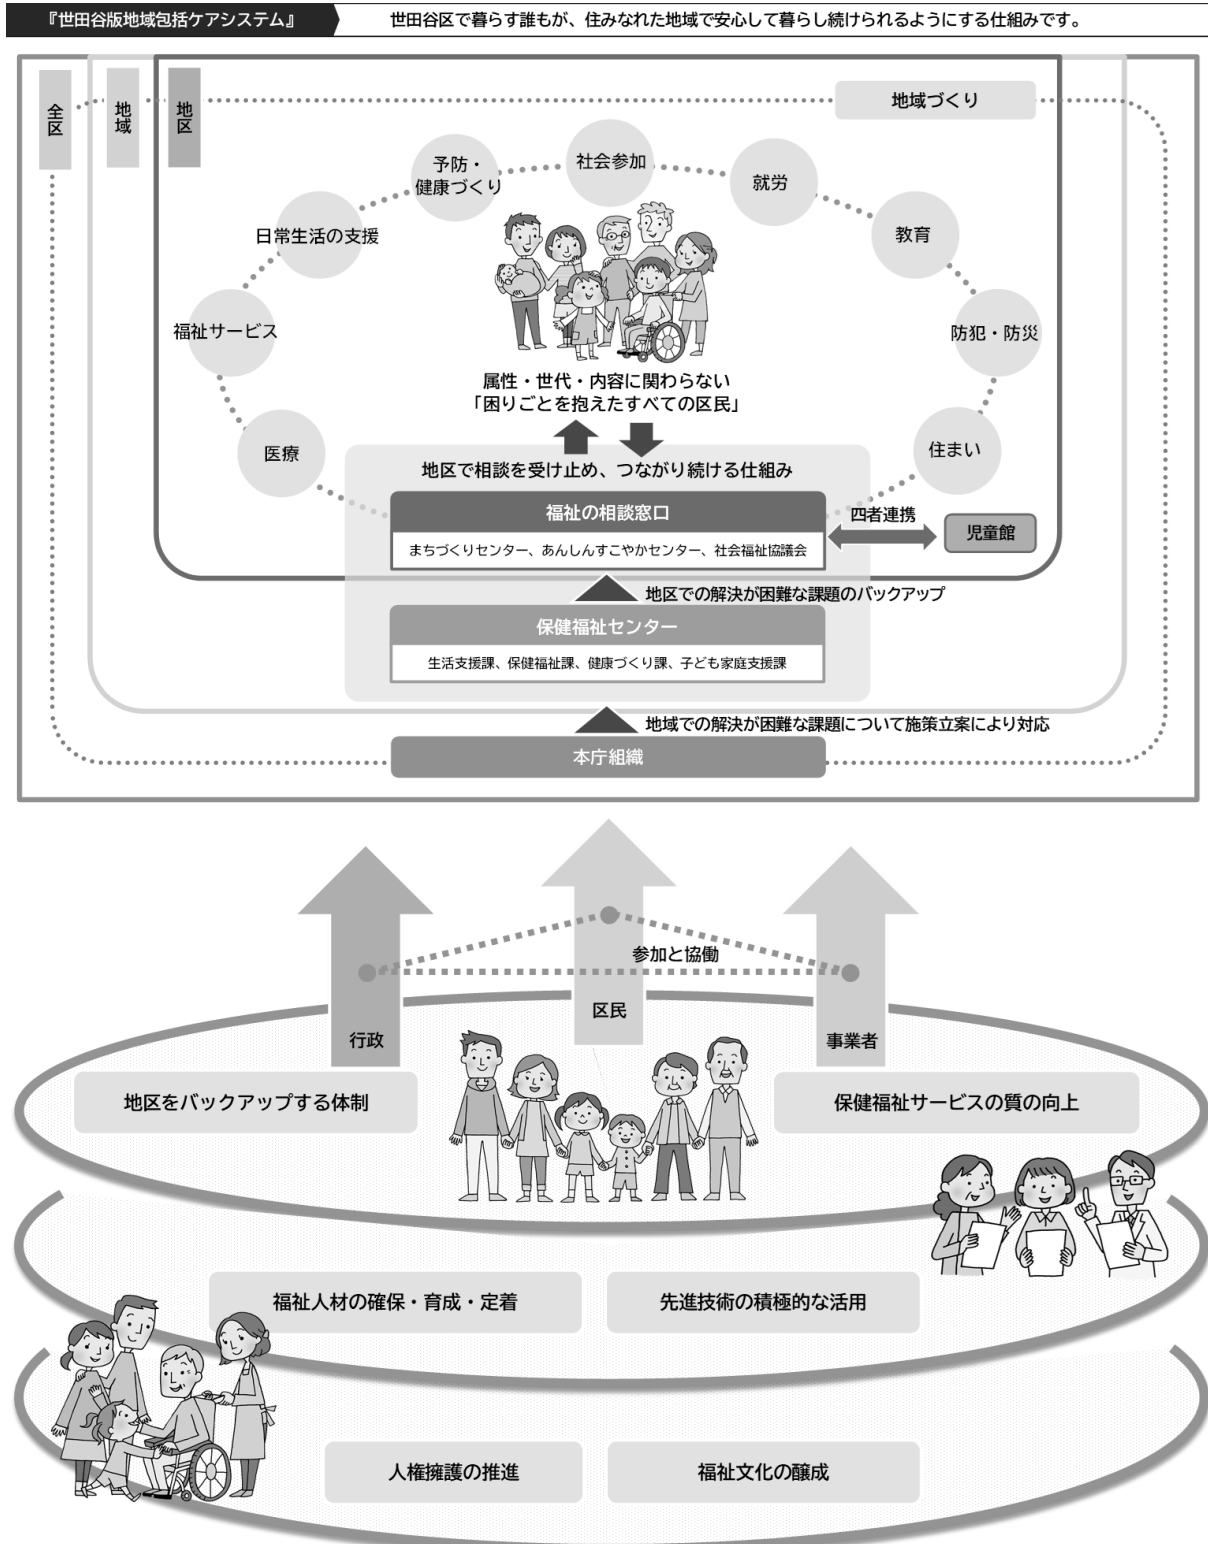 『世田谷版地域包括ケアシステム』
世田谷区で暮らす誰もが、住みなれた地域で安心して暮らし続けられるようにする仕組みです。
全区
地域
地区
地域づくり
社会参加
予防・
健康づくり
就労
日常生活の支援
教育
福祉サービス
防犯・防災
医療
住まい
属性・世代・内容に関わらない
「困りごとを抱えたすべての区民」
地区で相談を受け止め、つながり続ける仕組み
福祉の相談窓口
まちづくりセンター、あんしんすこやかセンター、社会福祉協議会
四者連携
児童館
地区での解決が困難な課題のバックアップ
保健福祉センター
生活支援課、保健福祉課、健康づくり課、子ども家庭支援課
地域での解決が困難な課題について施策立案により対応
本庁組織
参加と協働
区民
行政
事業者
地区をバックアップする体制
保健福祉サービスの質の向上
福祉人材の確保・育成・定着
先進技術の積極的な活用
人権擁護の推進
福祉文化の醸成